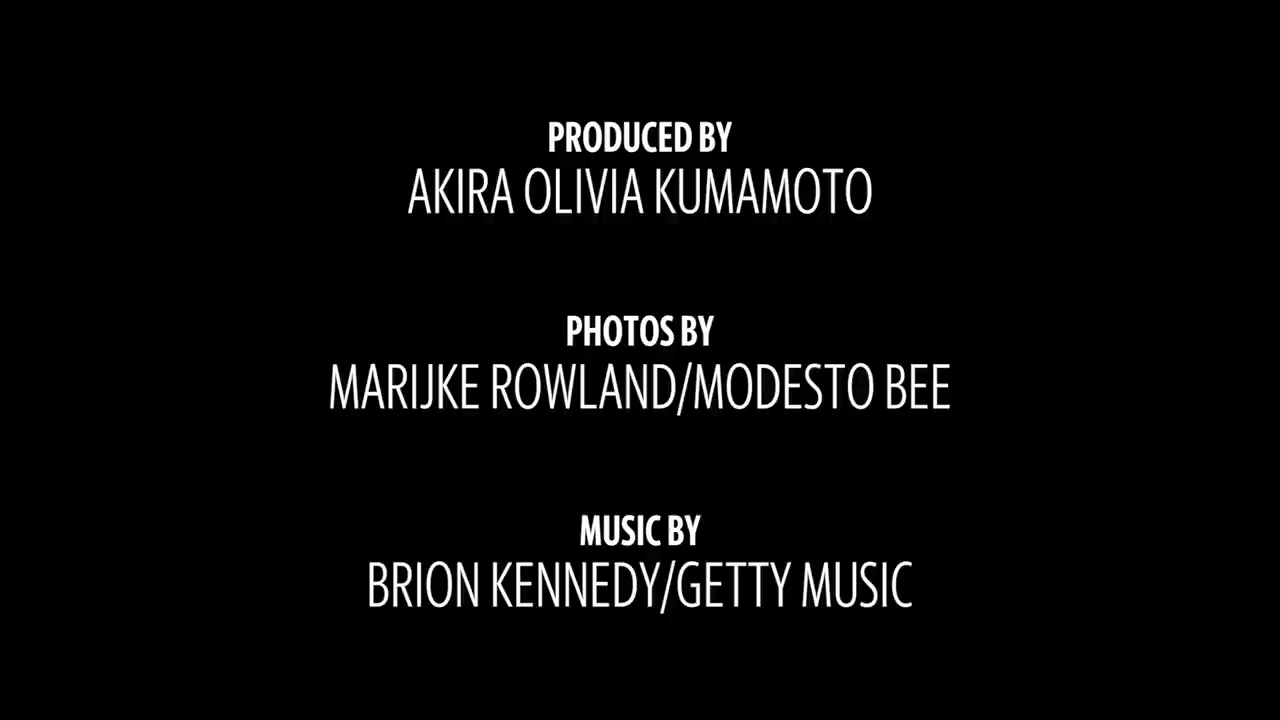 PRODUCED BY
AKIRA OLIVIA KUMAMOTO
PHOTOS BY
MARIJKE ROWLAND/MODESTO BEE
MUSIC BY
BRION KENNEDY/GETTY MUSIC